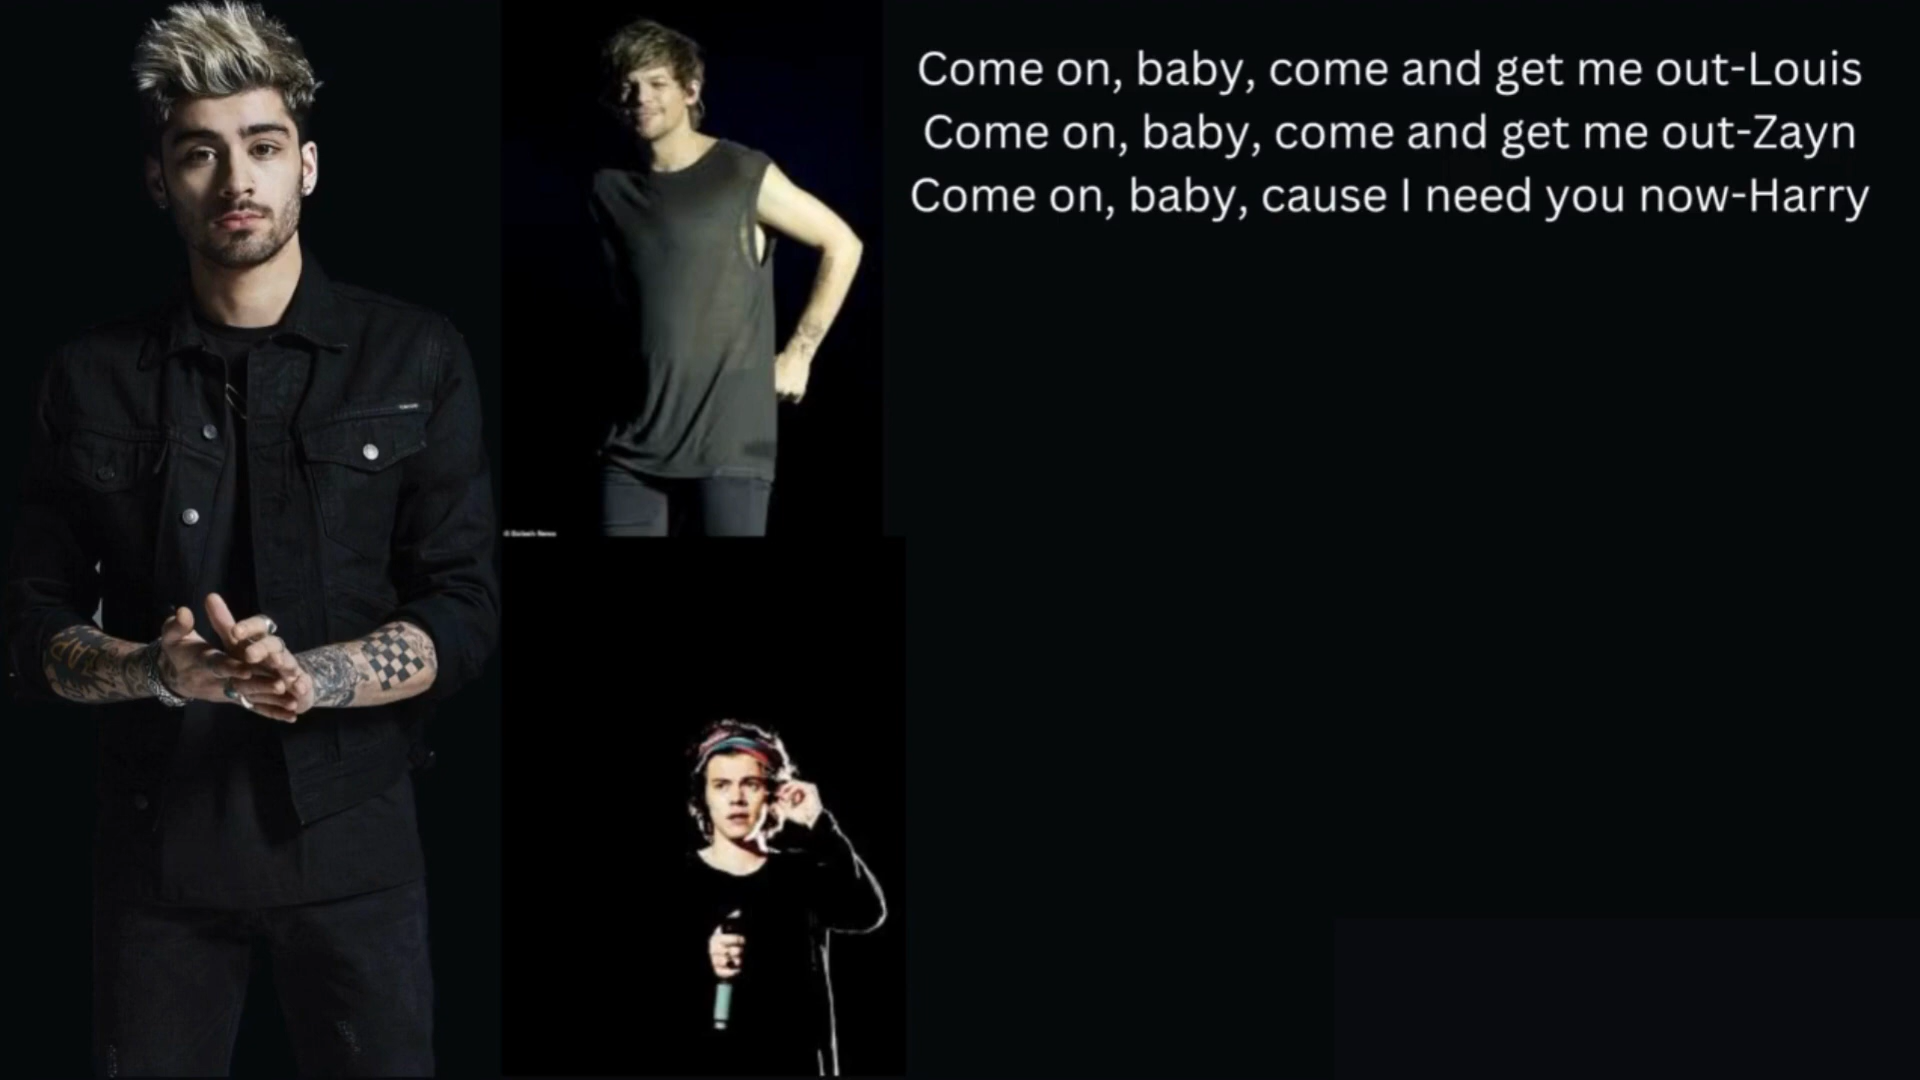 Come on, baby, come and get me out-Louis
Come on, baby, come and get me out-Zayn
Come on, baby, cause I need you now-Harry